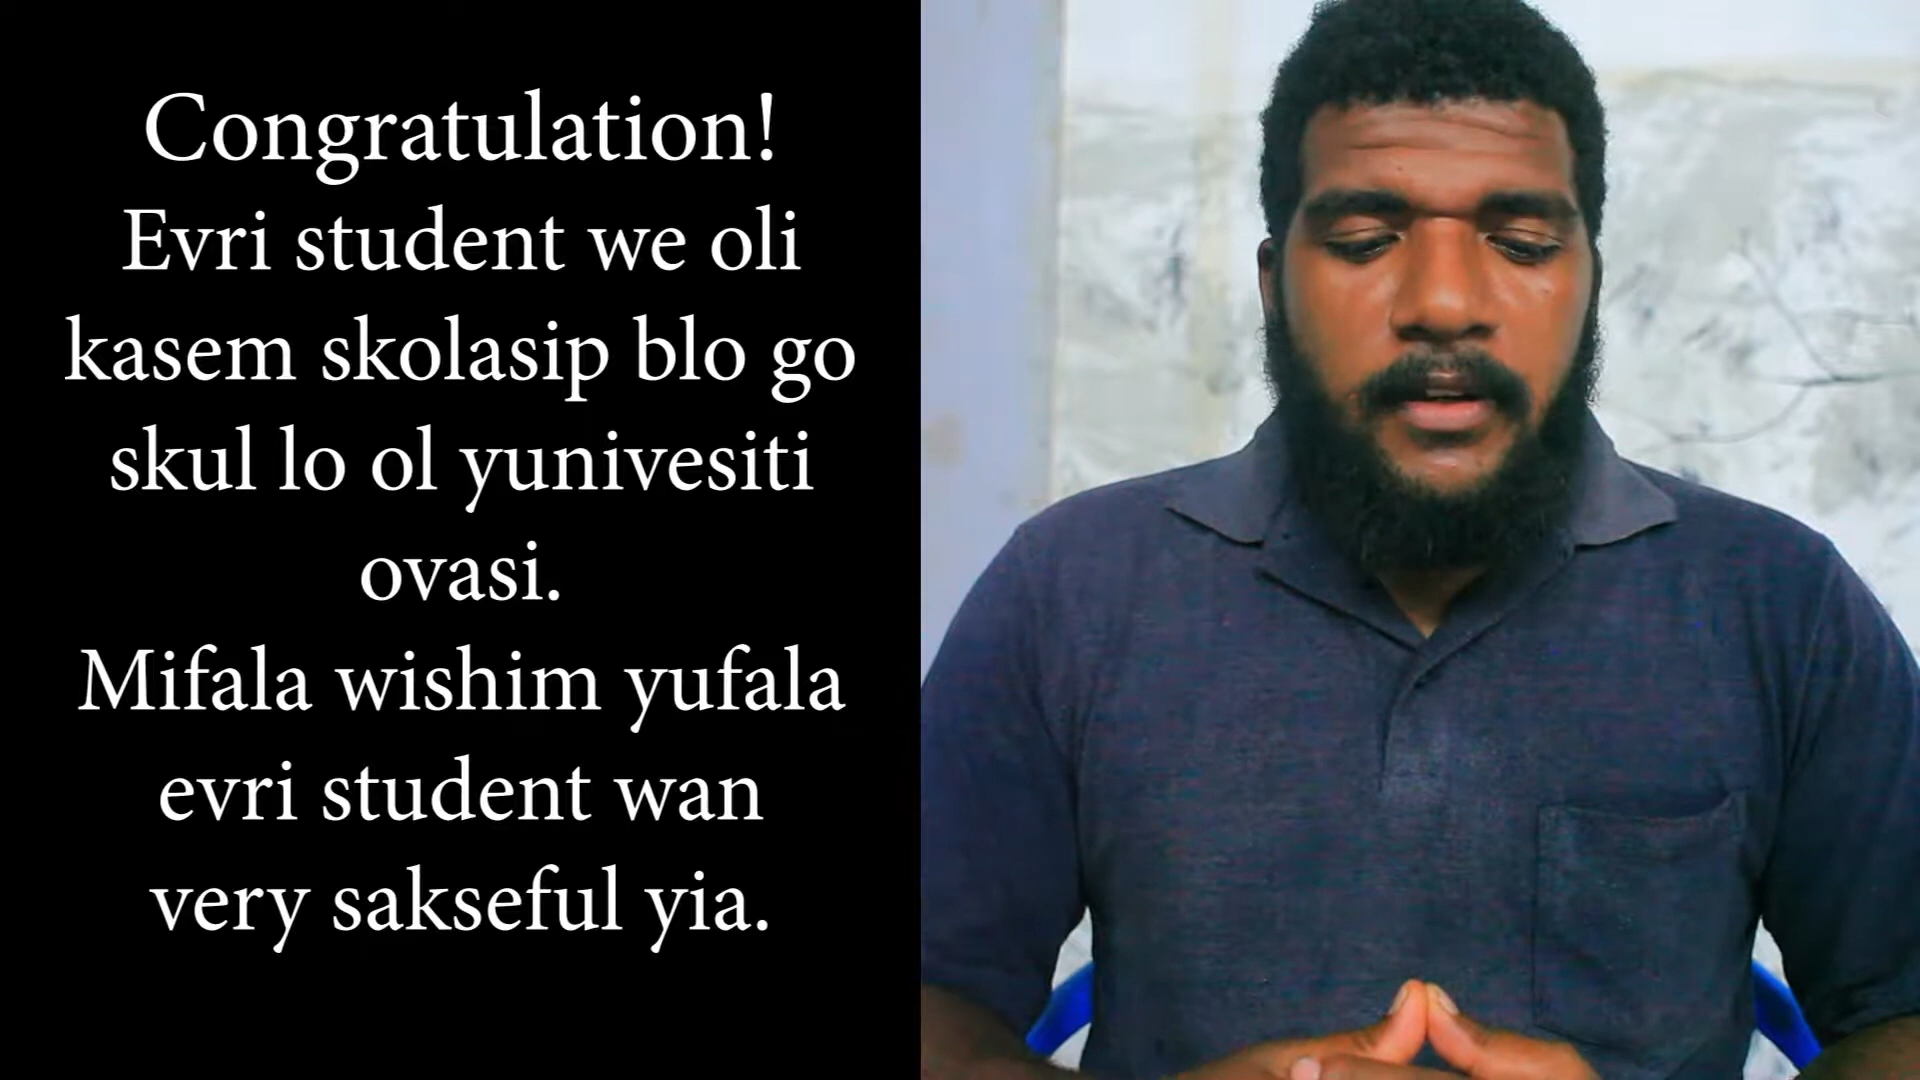 Congratulation!
Evri student we oli
kasem skolasip blo go
skul lo ol yunivesiti
ovasi.
Mifala wishim yufala
evri student wan
very sakseful yia.